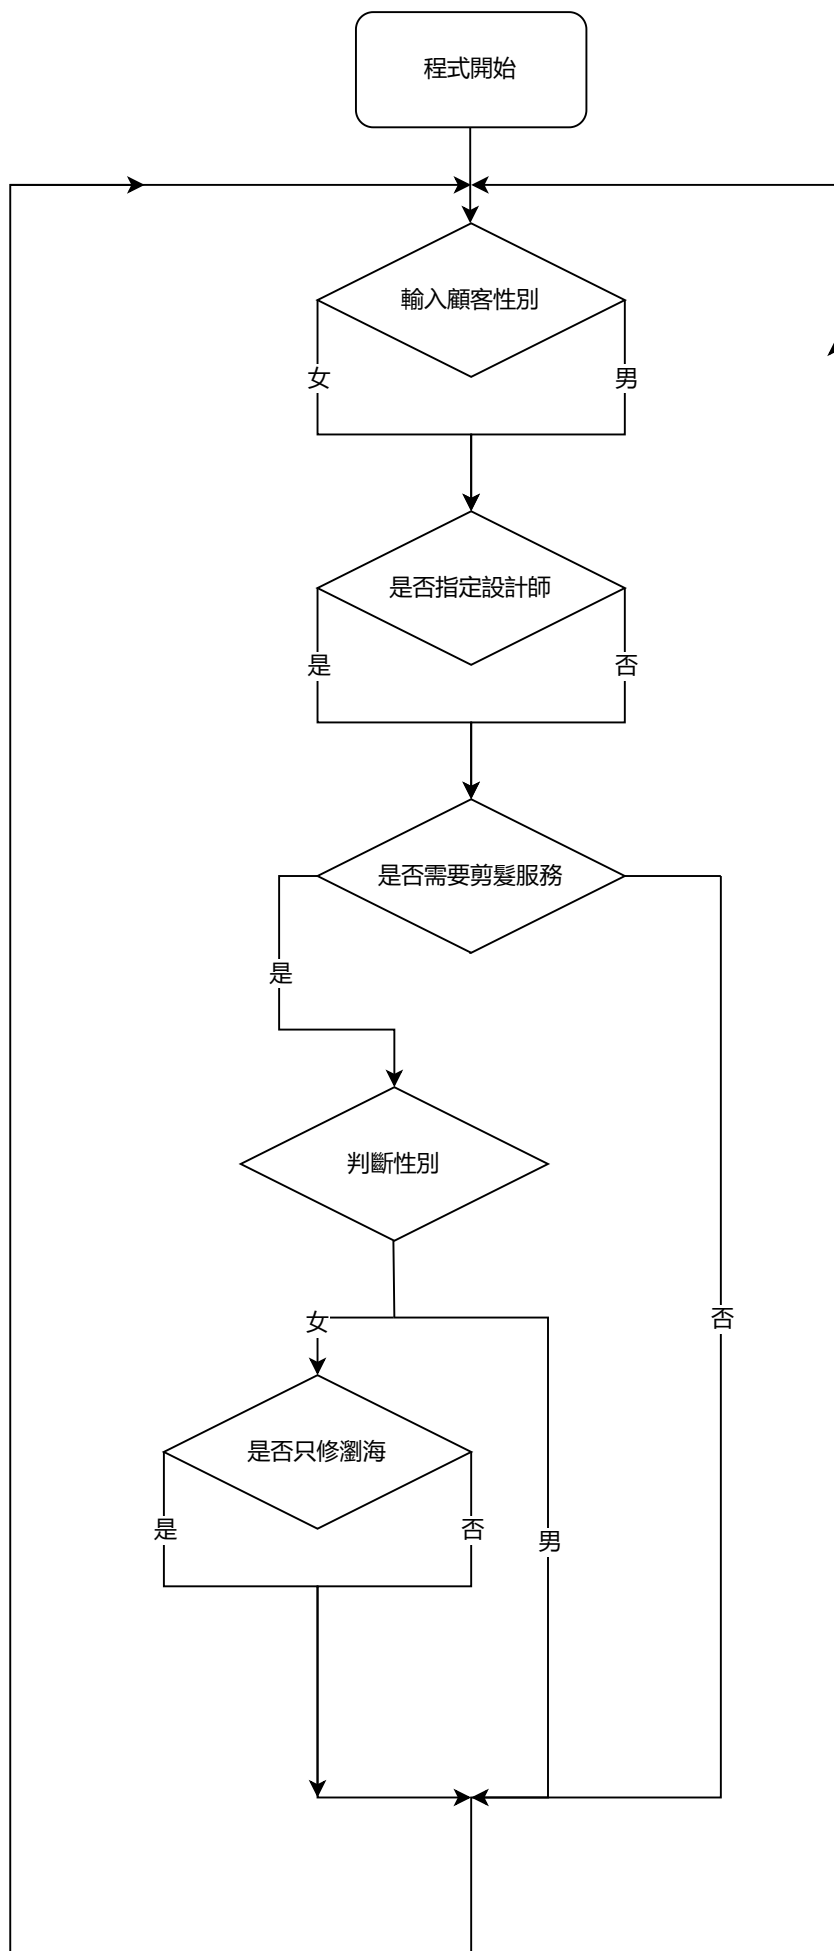 程式開始
輸入顧客性別
女
男
是否指定設計師
是
否
是否需要剪髮服務
是
判斷性別
否
女
是否只修瀏海
是
否
男